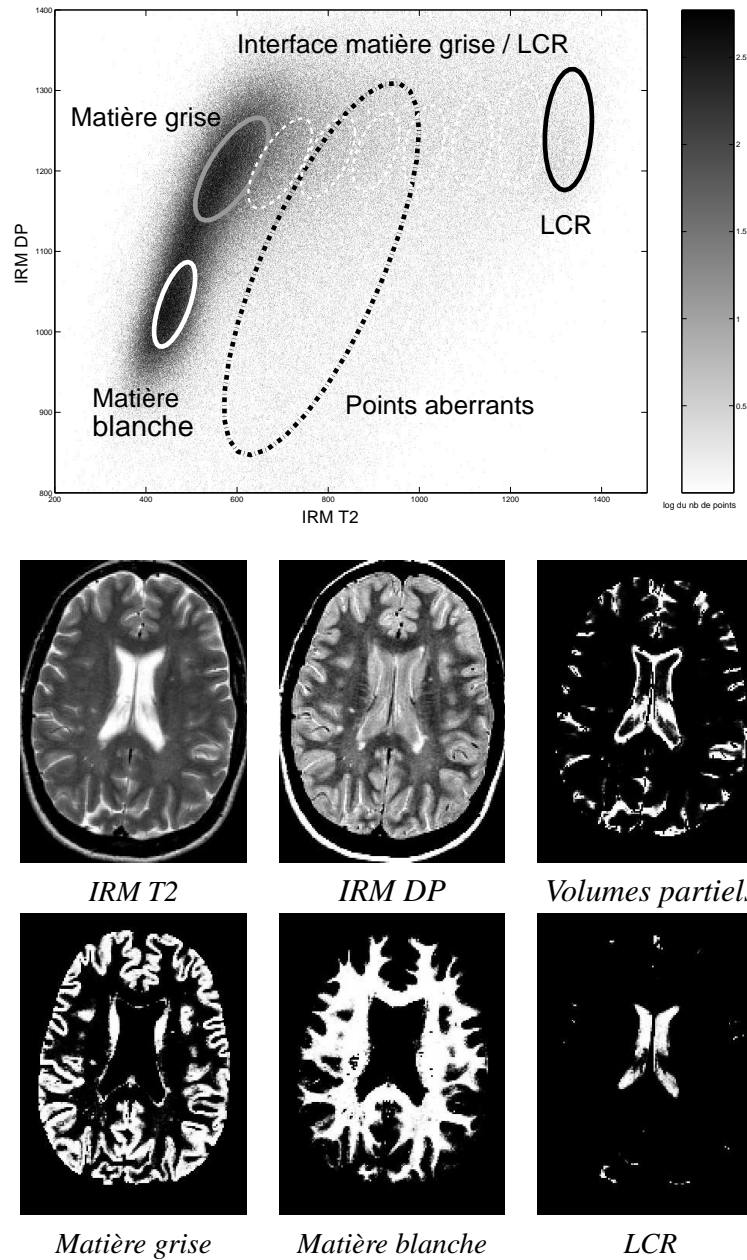 1400
1300
1200
1100
1000
900
800
IRM DP
Interface matière grise / LCR
Matière grise
LCR
Matière
blanche
Points aberrants
200
400
600
800
1000
1200
1400
IRM T2
2.5
2
1.5
1
0.5
log du nb de points
IRM T2
IRM DP
Volumes partiels
Matière grise
Matière blanche
LCR